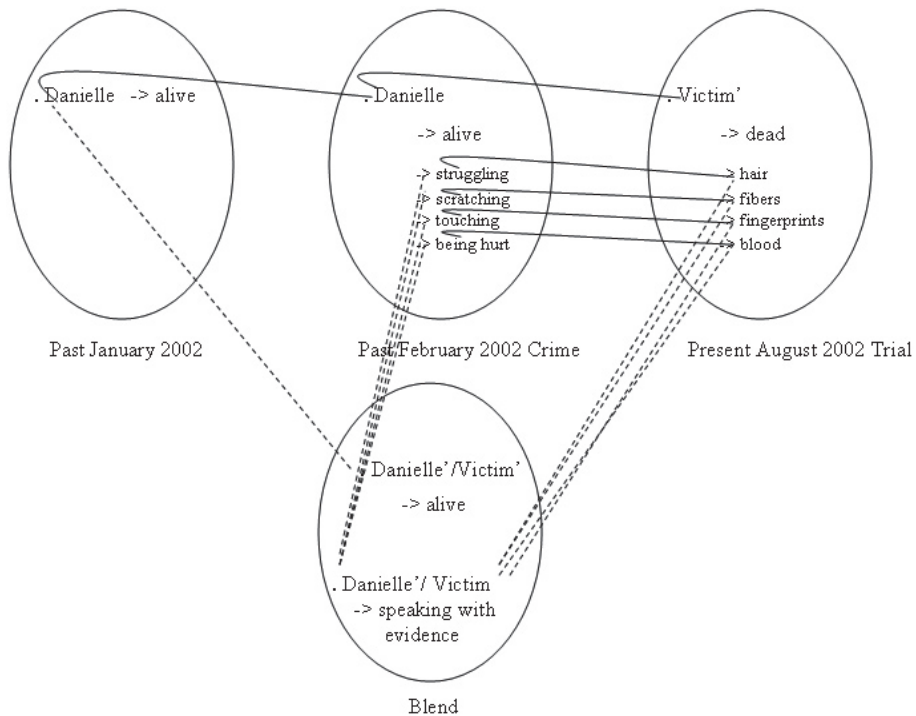 . Danielle -> alive
. Danielle
-> alive
-> struggling
-> scratching
-> touching
-> being hurt
. Victim'
-> dead
-> hair
-> fibers
-> fingerprints
-> blood
Past January 2002
Past February 2002 Crime
Present August 2002 Trial
Danielle'/Victim'
-> alive
. Danielle'/ Victim
-> speaking with
evidence
Blend